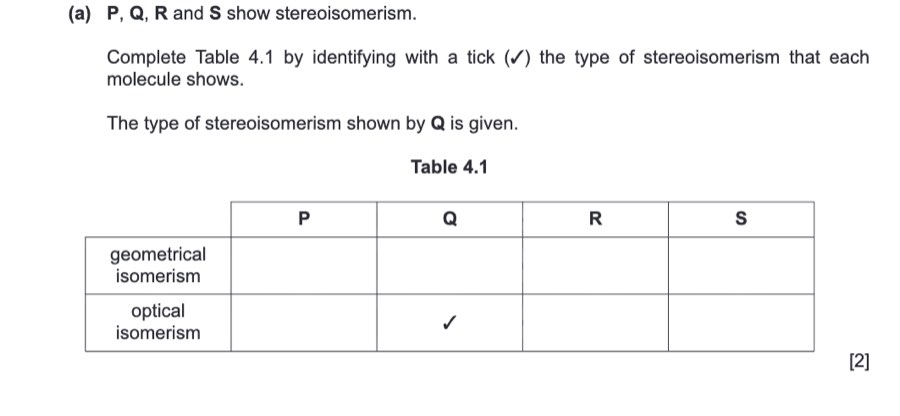 (a) P, Q, R and S show stereoisomerism.
Complete Table 4.1 by identifying with a tick (✓) the type of stereoisomerism that each
molecule shows.
The type of stereoisomerism shown by Q is given.
Table 4.1
P Q R S
geometrical
isomerism
optical
isomerism ✓
[2]